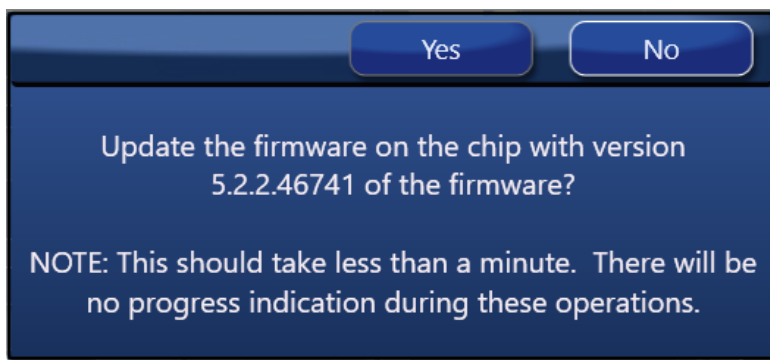 Yes No
Update the firmware on the chip with version
5.2.2.46741 of the firmware?
NOTE: This should take less than a minute.  There will be
no progress indication during these operations.